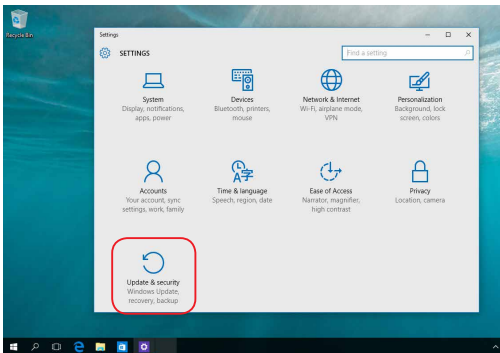 Recycle Bin
Settings
SETTINGS
Find a setting
System
Display, notifications,
apps, power
Devices
Bluetooth, printers,
mouse
Network & Internet
Wi-Fi, airplane mode,
VPN
Personalization
Background, lock
screen, colors
Accounts
Your account, sync
settings, work, family
Time & language
Speech, region, date
Ease of Access
Narrator, magnifier,
high contrast
Privacy
Location, camera
Update & security
Windows Update,
recovery, backup